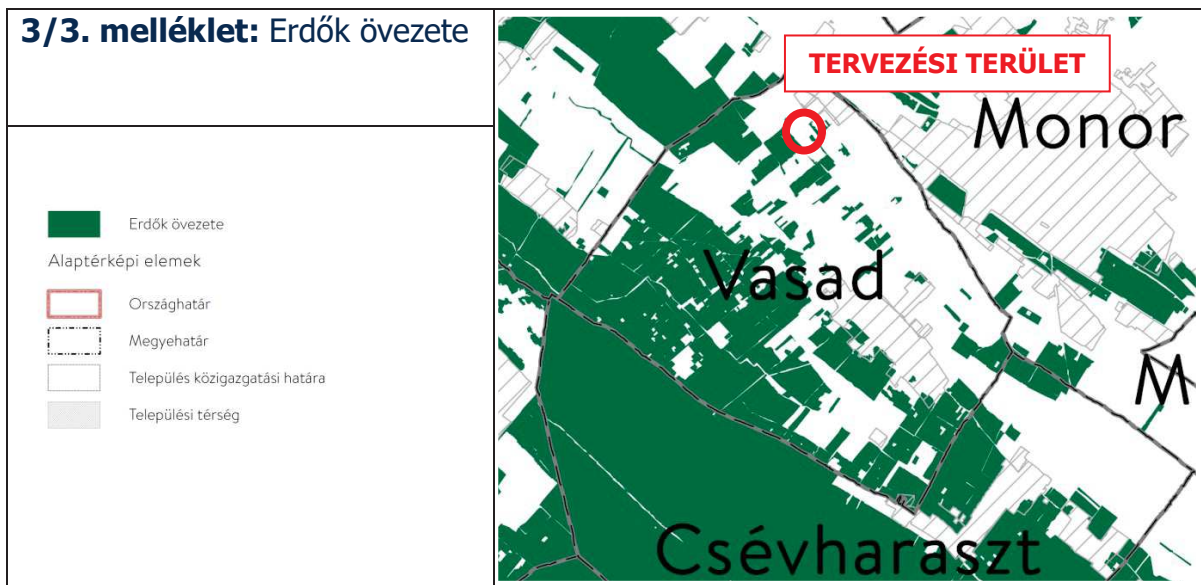 3/3. melléklet: Erdők övezete
Erdők övezete
Alaptérképi elemek
Országhatár
Megyehatár
Település közigazgatási határa
Települési térség
TERVEZÉSI TERÜLET
Monor
Vasad
M
Csévharaszt